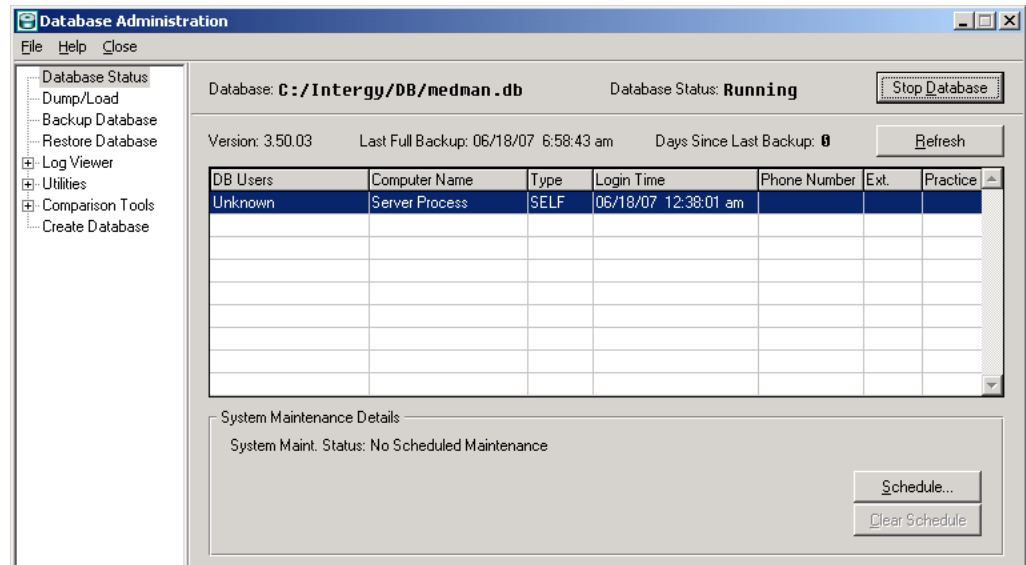 Database Administration
File Help Close
Database Status
Dump/Load
Backup Database
Restore Database
Log Viewer
Utilities
Comparison Tools
Create Database
Database: C:/Intergy/DB/medman.db Database Status: Running Stop Database
Version: 3.50.03 Last Full Backup: 06/18/07 6:58:43 am Days Since Last Backup: 0 Refresh
DB Users Computer Name Type Login Time Phone Number Ext. Practice
Unknown Server Process SELF 06/18/07 12:38:01 am
System Maintenance Details
System Maint. Status: No Scheduled Maintenance
Schedule...
Clear Schedule